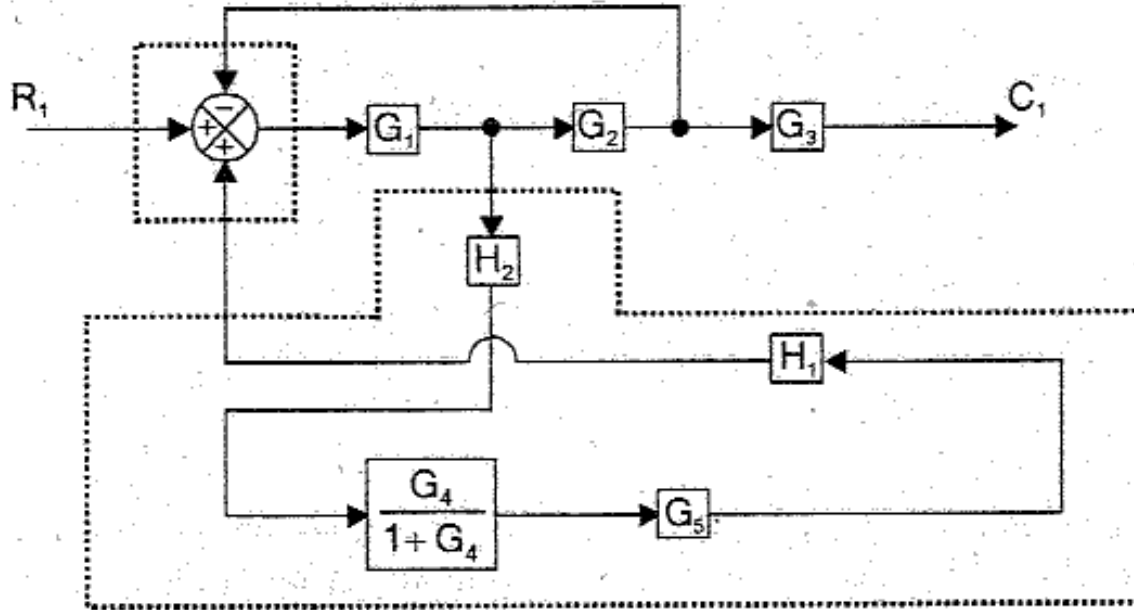 R₁
−
+
+
G₁
G₂
G₃
C₁
H₂
H₁
G₄
1+G₄
G₅